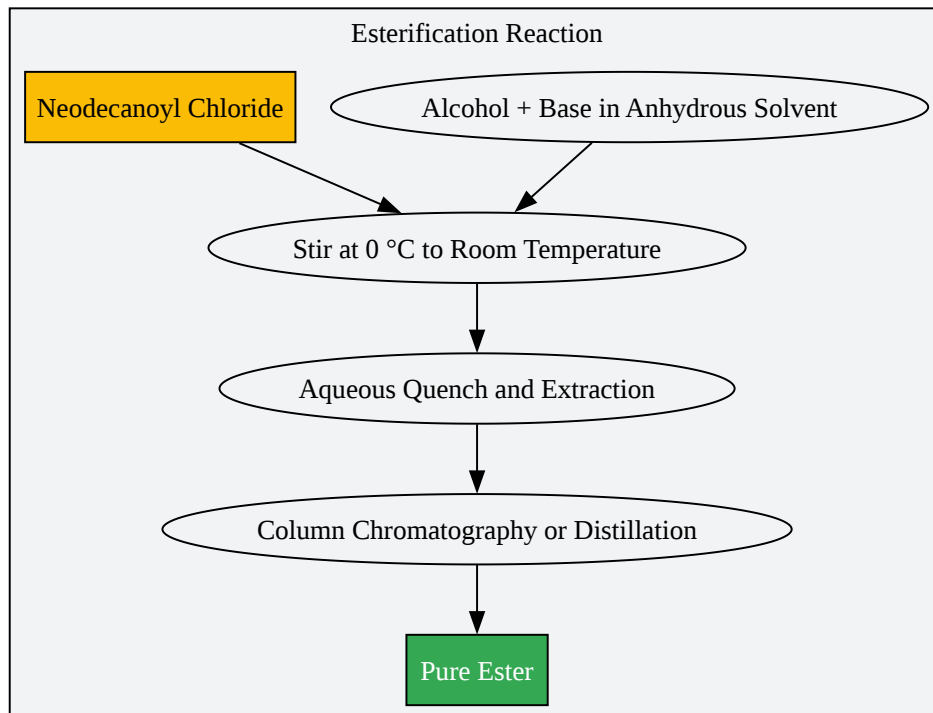 Esterification Reaction
Neodecanoyl Chloride
Alcohol + Base in Anhydrous Solvent
Stir at 0 °C to Room Temperature
Aqueous Quench and Extraction
Column Chromatography or Distillation
Pure Ester